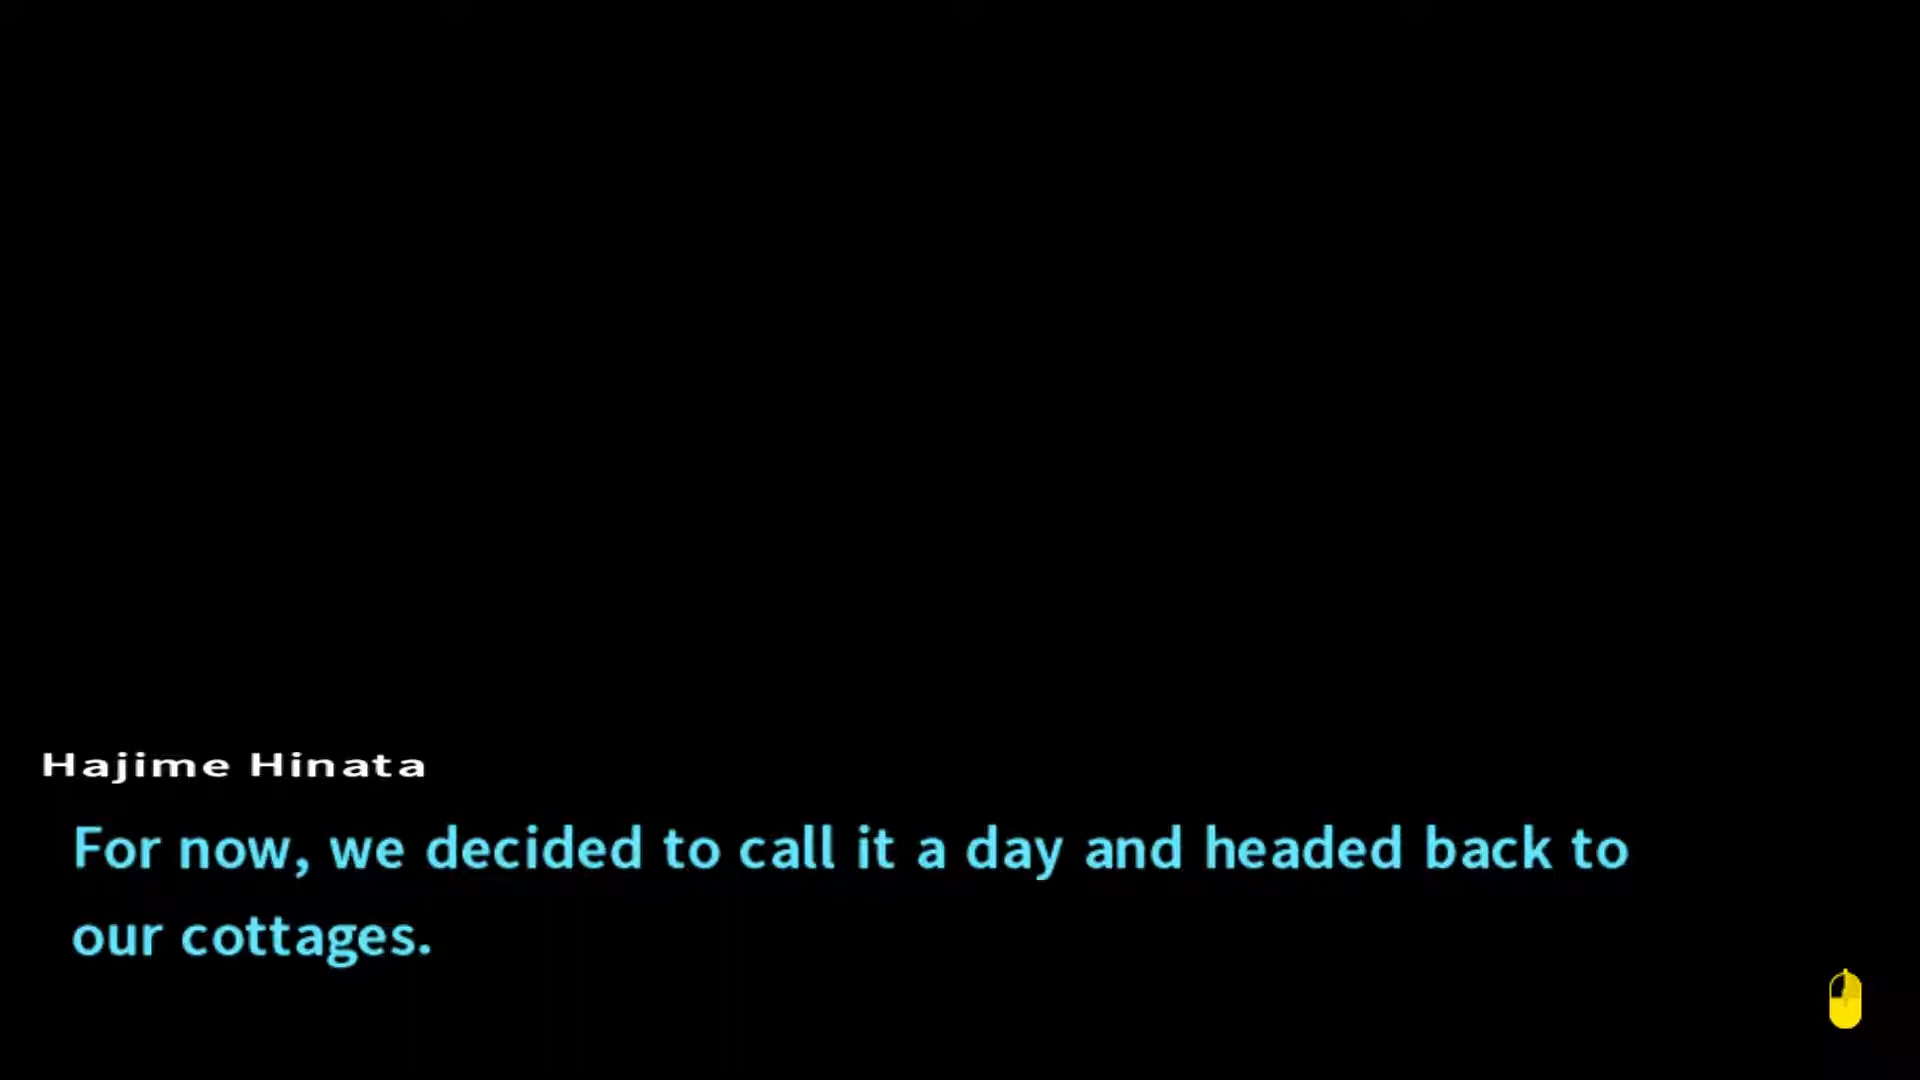 Hajime Hinata
For now, we decided to call it a day and headed back to
our cottages.